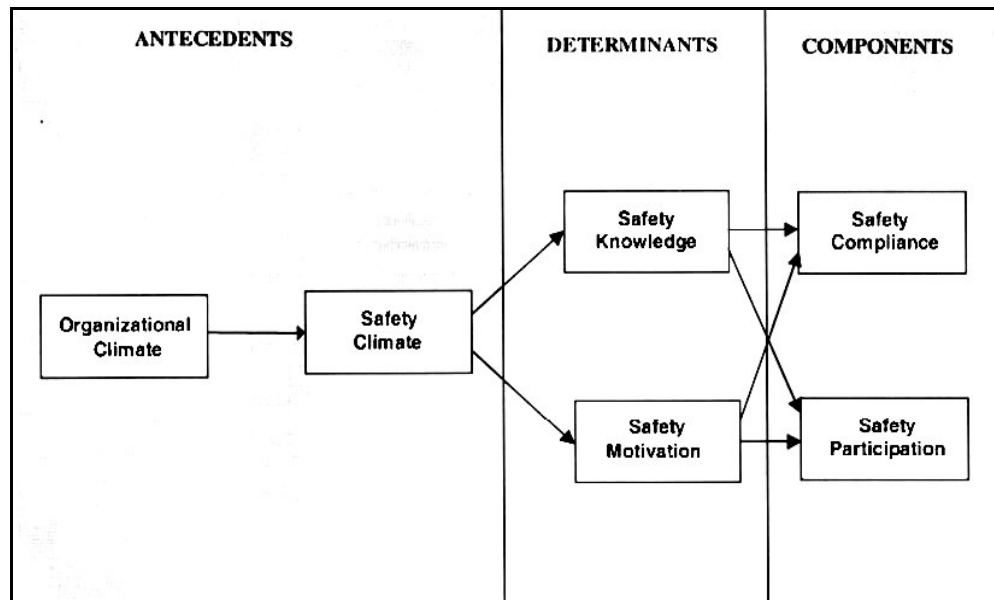 ANTECEDENTS
DETERMINANTS
COMPONENTS
Organizational
Climate
Safety
Climate
Safety
Knowledge
Safety
Motivation
Safety
Compliance
Safety
Participation